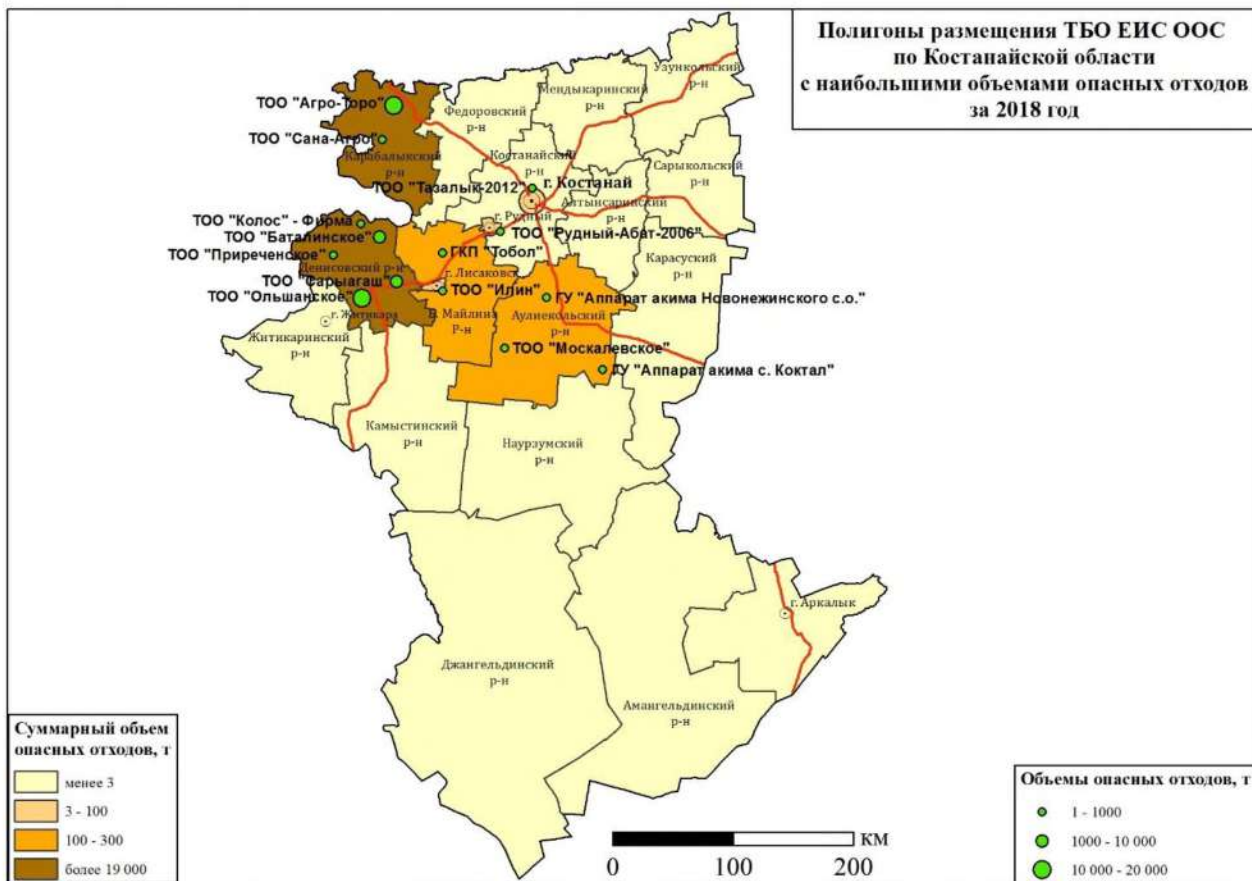 Полигоны размещения ТБО ЕИС ООС
по Костанайской области
с наибольшими объемами опасных отходов
за 2018 год
Узункольский
р-н
Мендыкаринский
р-н
ТОО "Агро-Торо"
Федоровский
р-н
ТОО "Сана-Агро"
Карабалыкский
р-н
Костанайский
р-н
Сарыкольский
р-н
ТОО "Тазалык-2012"
г. Костанай
Алтынсаринский
р-н
ТОО "Колос" - Фирма
г. Рудный
ТОО "Баталинское"
ТОО "Рудный-Абат-2006"
ТОО "Приреченское"
ГКП "Тобол"
Карасуский
р-н
Денисовский р-н
г. Лисаковск
ТОО "Сарыагаш"
ТОО "Илин"
ТОО "Ольшанское"
ГУ "Аппарат акима Новонежинского с.о."
г. Житикара
В. Майлина
Р-н
Аулиекольский
р-н
Житикаринский
р-н
ТОО "Москалевское"
ГУ "Аппарат акима с. Коктал"
Камыстинский
р-н
Наурзумский
р-н
г. Аркалык
Джангельдинский
р-н
Амангельдинский
р-н
Суммарный объем
опасных отходов, т
менее 3
3 - 100
100 - 300
более 19 000
КМ
0 100 200
Объемы опасных отходов, т
1 - 1000
1000 - 10 000
10 000 - 20 000